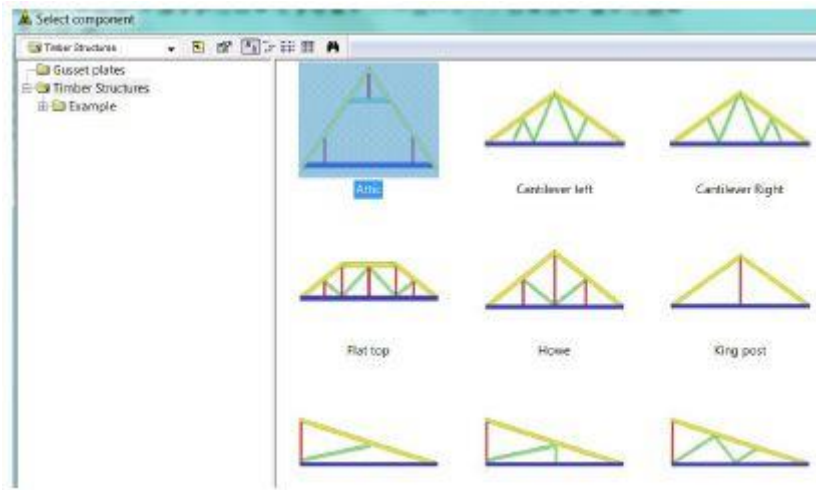 Select component
Timber Structures
Gusset plates
Timber Structures
Example
Attic
Cantilever left
Cantilever Right
Flat top
Howe
King post